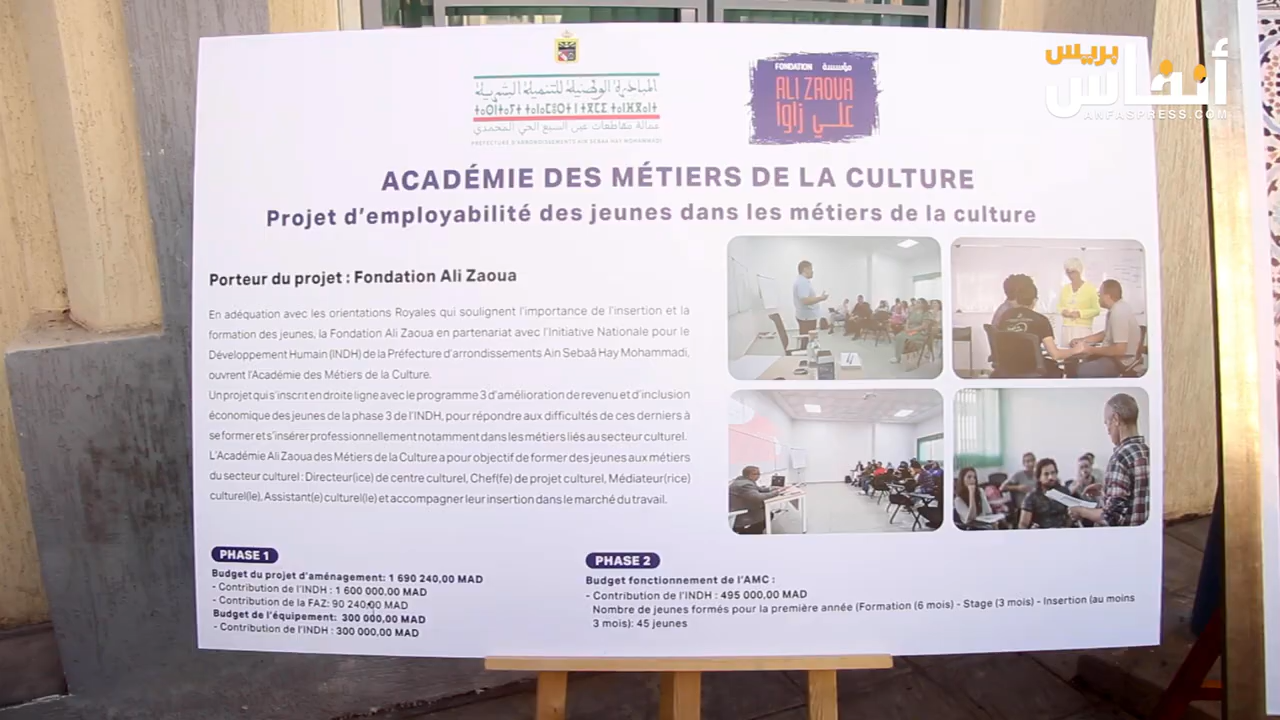 أنفاس بريس
ANFASPRESS.COM
المبادرة الوطنية للتنمية البشرية
عمالة مقاطعات عين السبع الحي المحمدي
PRÉFECTURE D'ARRONDISSEMENTS AIN SEBAA HAY MOHAMMADI
FONDATION مؤسسة
ALI ZAOUA
علي زاوا
ACADÉMIE DES MÉTIERS DE LA CULTURE
Projet d'employabilité des jeunes dans les métiers de la culture
Porteur du projet : Fondation Ali Zaoua
En adéquation avec les orientations Royales qui soulignent l'importance de l'insertion et la
formation des jeunes, la Fondation Ali Zaoua en partenariat avec l'Initiative Nationale pour le
Développement Humain (INDH) de la Préfecture d'arrondissements Ain Sebaâ Hay Mohammadi,
ouvrent l'Académie des Métiers de la Culture.
Un projet qui s'inscrit en droite ligne avec le programme 3 d'amélioration de revenu et d'inclusion
économique des jeunes de la phase 3 de l'INDH, pour répondre aux difficultés de ces derniers à
se former et s'insérer professionnellement notamment dans les métiers liés au secteur culturel.
L'Académie Ali Zaoua des Métiers de la Culture a pour objectif de former des jeunes aux métiers
du secteur culturel : Directeur(ice) de centre culturel, Chef(fe) de projet culturel, Médiateur(rice)
culturel(le), Assistant(e) culturel(le) et accompagner leur insertion dans le marché du travail.
PHASE 1
Budget du projet d'aménagement: 1 690 240,00 MAD
- Contribution de l'INDH : 1 600 000,00 MAD
- Contribution de la FAZ: 90 240,00 MAD
Budget de l'équipement: 300 000,00 MAD
- Contribution de l'INDH : 300 000,00 MAD
PHASE 2
Budget fonctionnement de l'AMC :
- Contribution de l'INDH : 495 000,00 MAD
Nombre de jeunes formés pour la première année (Formation (6 mois) - Stage (3 mois) - Insertion (au moins
3 mois): 45 jeunes